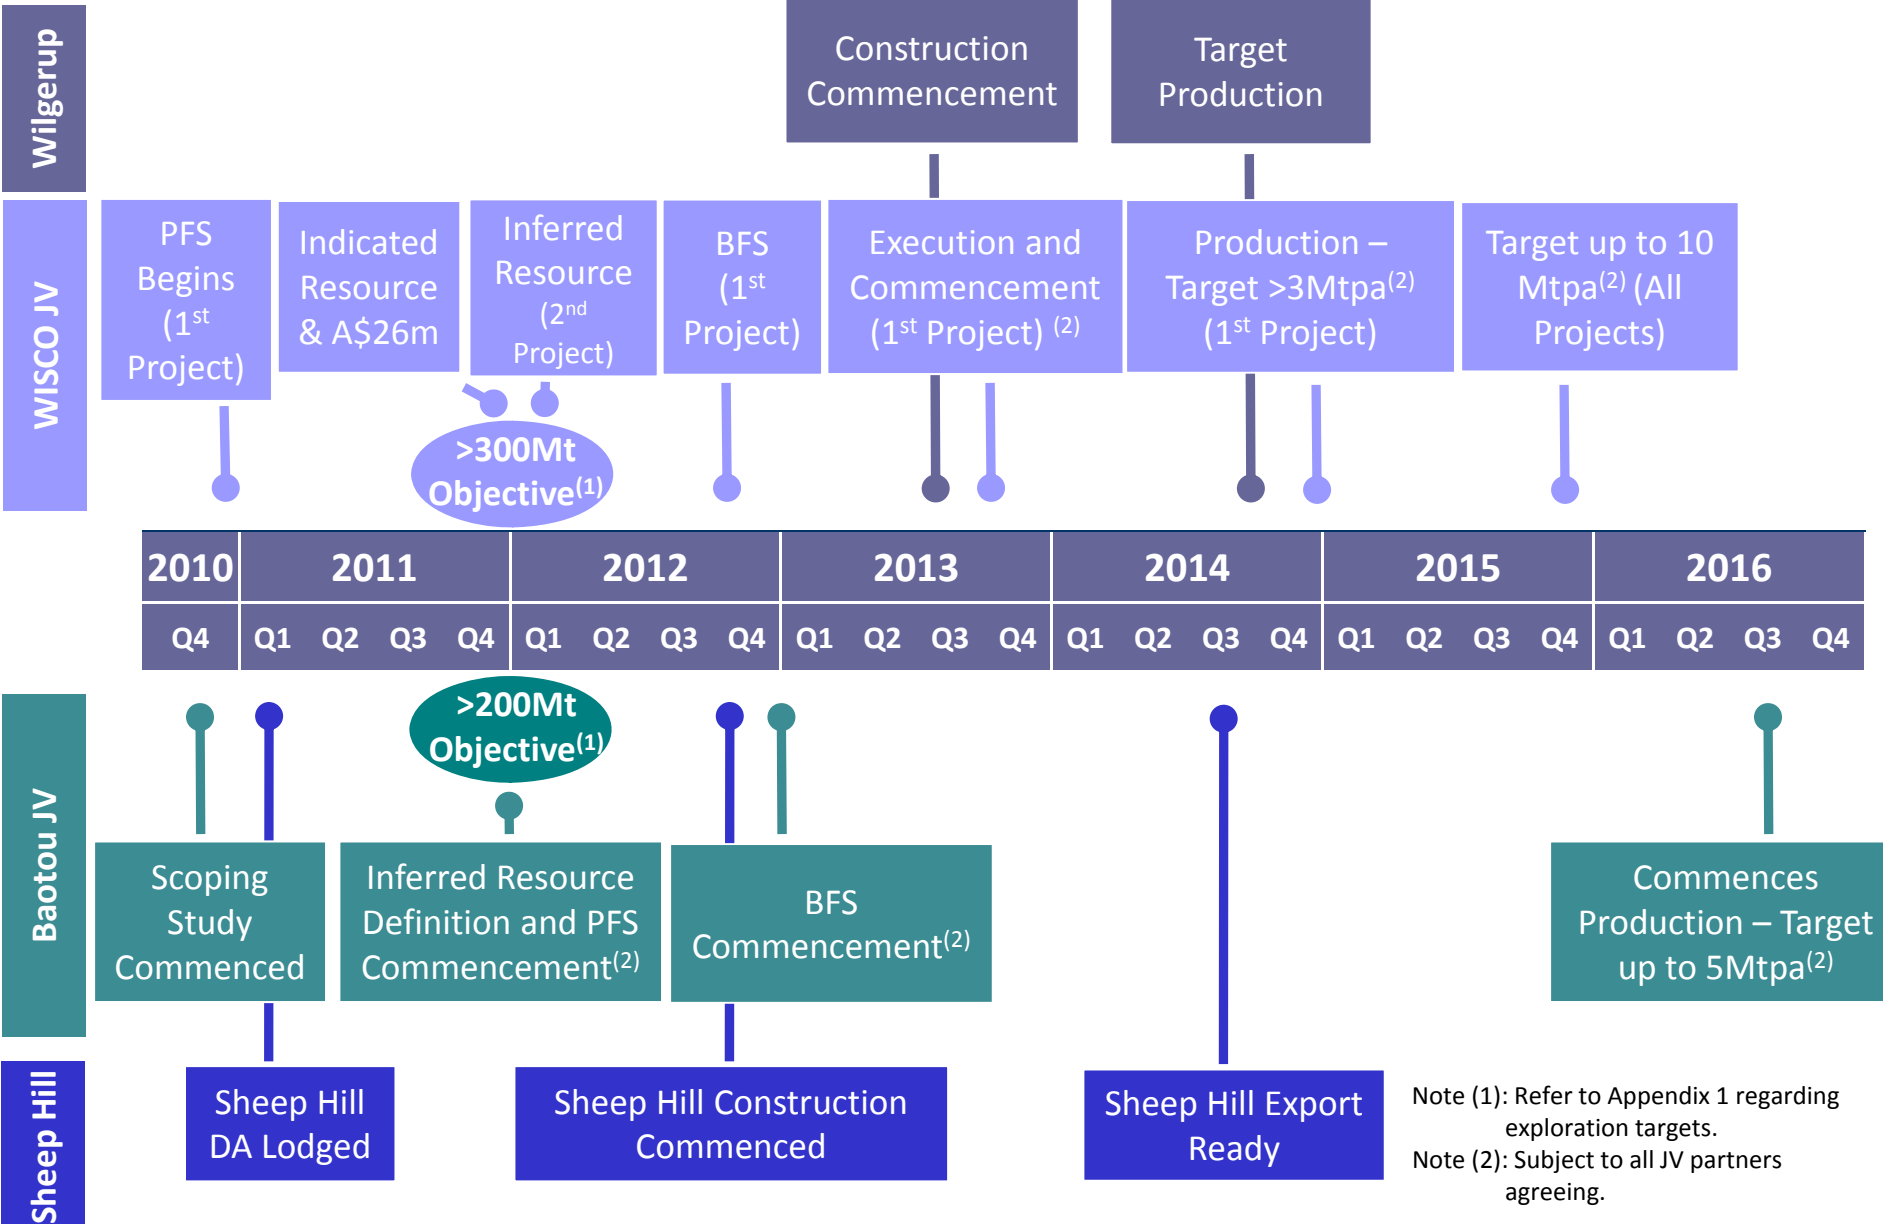 Wilgerup
Construction
Commencement
Target
Production
WISCO JV
PFS
Begins
(1st
Project)
Indicated
Resource
& A$26m
Inferred
Resource
(2nd
Project)
BFS
(1st
Project)
Execution and
Commencement
(1st Project) (2)
Production –
Target >3Mtpa(2)
(1st Project)
Target up to 10
Mtpa(2) (All
Projects)
>300Mt
Objective(1)
2010 2011 2012 2013 2014 2015 2016
Q4 Q1 Q2 Q3 Q4 Q1 Q2 Q3 Q4 Q1 Q2 Q3 Q4 Q1 Q2 Q3 Q4 Q1 Q2 Q3 Q4 Q1 Q2 Q3 Q4
>200Mt
Objective(1)
Baotou JV
Scoping
Study
Commenced
Inferred Resource
Definition and PFS
Commencement(2)
BFS
Commencement(2)
Commences
Production – Target
up to 5Mtpa(2)
Sheep Hill
Sheep Hill
DA Lodged
Sheep Hill Construction
Commenced
Sheep Hill Export
Ready
Note (1): Refer to Appendix 1 regarding
exploration targets.
Note (2): Subject to all JV partners
agreeing.